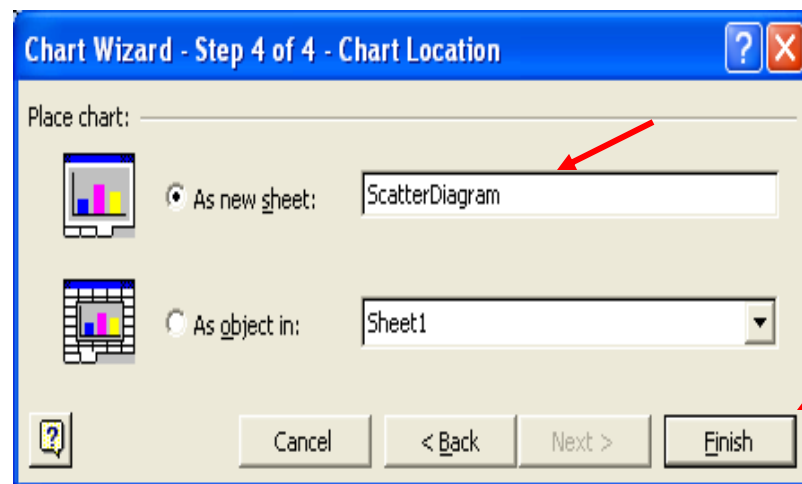 Chart Wizard - Step 4 of 4 - Chart Location
Place chart:
As new sheet: ScatterDiagram
As object in: Sheet1
Cancel < Back Next > Finish